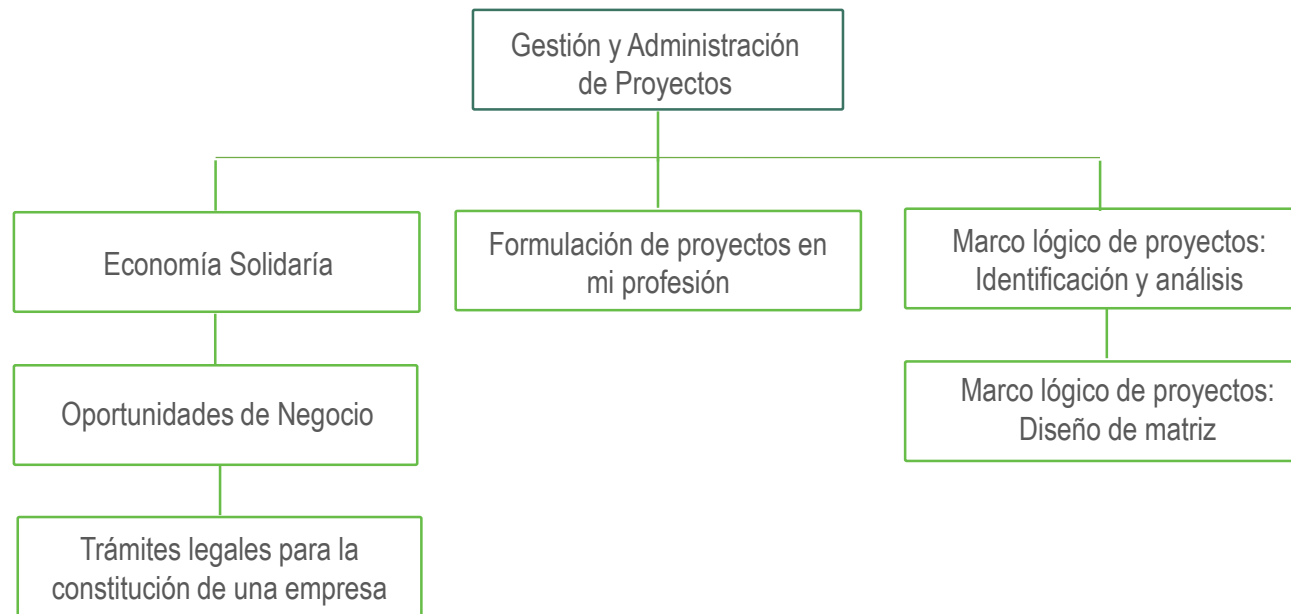 Gestión y Administración
de Proyectos
Economía Solidaría
Formulación de proyectos en
mi profesión
Marco lógico de proyectos:
Identificación y análisis
Oportunidades de Negocio
Marco lógico de proyectos:
Diseño de matriz
Trámites legales para la
constitución de una empresa